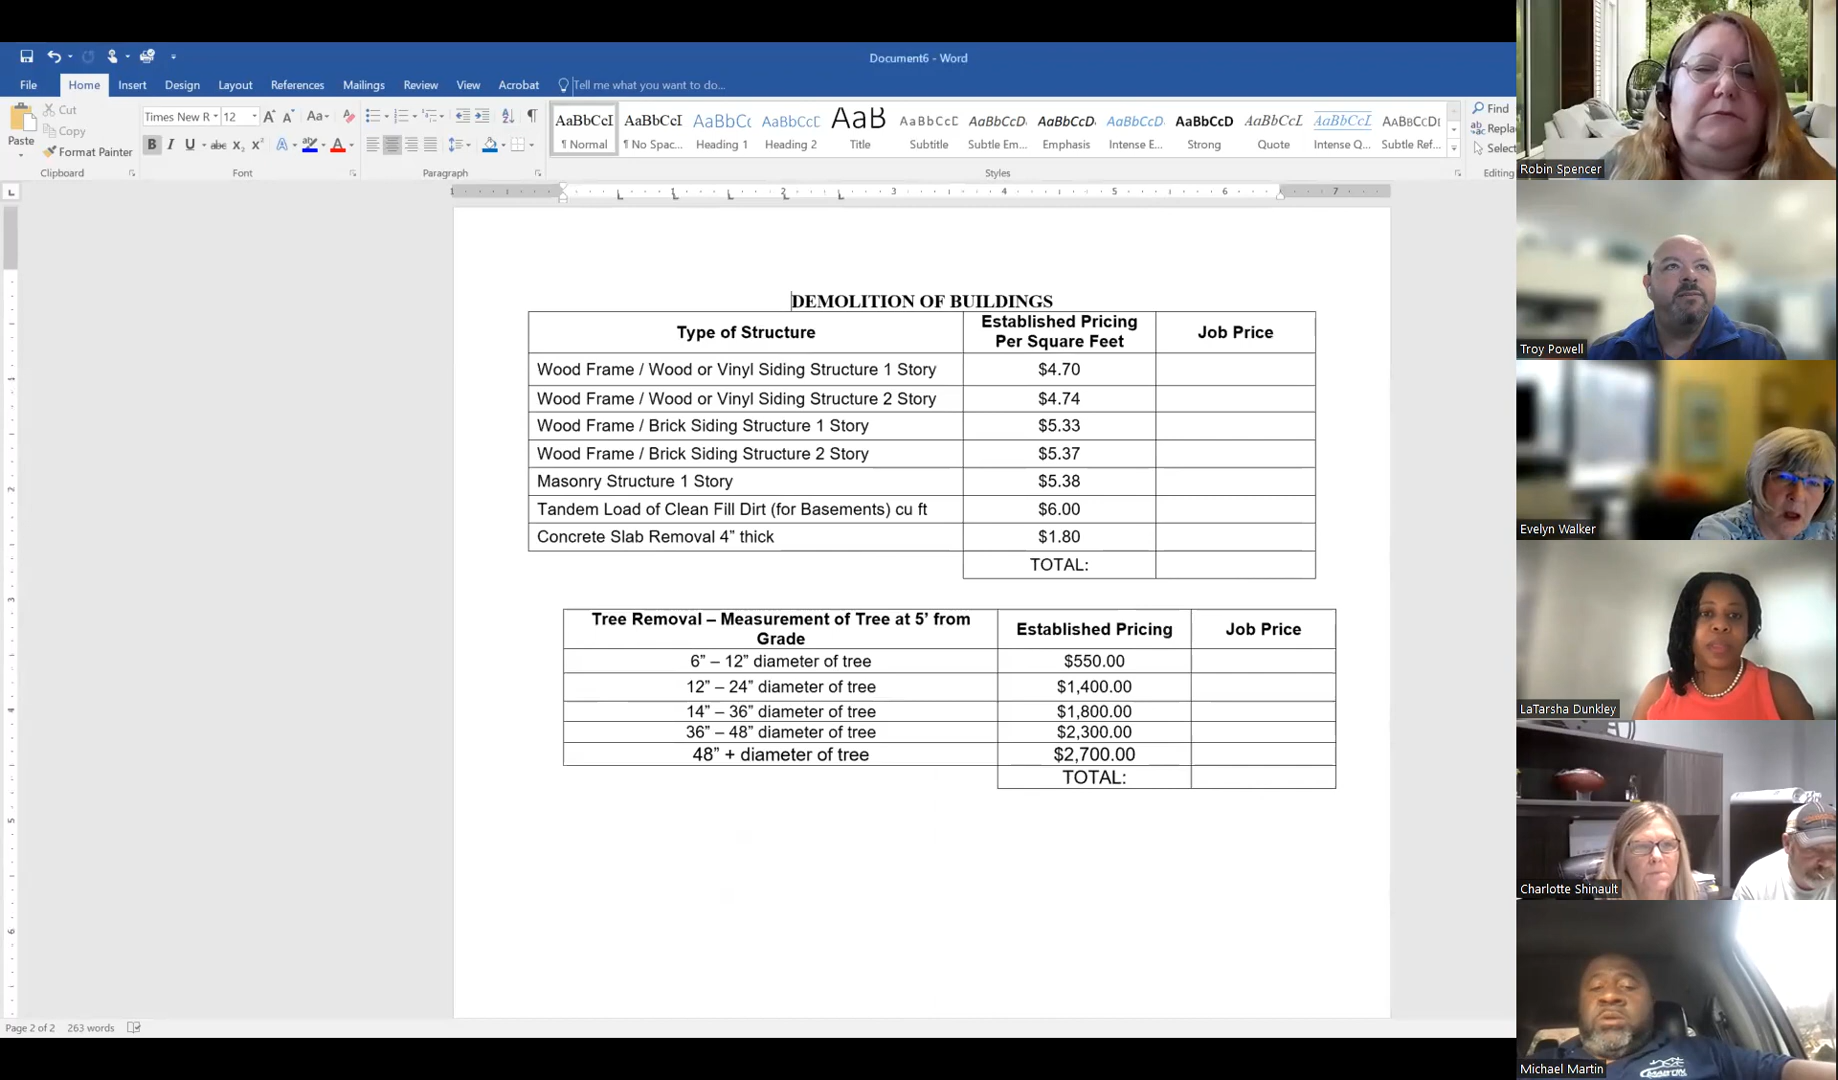 Document6 - Word
File Home Insert Design Layout References Mailings Review View Acrobat Tell me what you want to do...
Paste
Cut
Copy
Format Painter
Clipboard
Times New R 12
Font
Paragraph
AaBbCcI AaBbCcI AaBbCc AaBbCcC AaB AaBbCcD AaBbCcD AaBbCcD AaBbCcD AaBbCcD AaBbCcL AaBbCcI AaBbCcDi
¶ Normal ¶ No Spac... Heading 1 Heading 2 Title Subtitle Subtle Em... Emphasis Intense E... Strong Quote Intense Q... Subtle Ref...
Styles
Find
Repla
Select
Editing
1 1 2 3 4 5 6 7
DEMOLITION OF BUILDINGS
Type of Structure Established Pricing Per Square Feet Job Price
Wood Frame / Wood or Vinyl Siding Structure 1 Story $4.70
Wood Frame / Wood or Vinyl Siding Structure 2 Story $4.74
Wood Frame / Brick Siding Structure 1 Story $5.33
Wood Frame / Brick Siding Structure 2 Story $5.37
Masonry Structure 1 Story $5.38
Tandem Load of Clean Fill Dirt (for Basements) cu ft $6.00
Concrete Slab Removal 4” thick $1.80
TOTAL:
Tree Removal – Measurement of Tree at 5’ from Grade Established Pricing Job Price
6” – 12” diameter of tree $550.00
12” – 24” diameter of tree $1,400.00
14” – 36” diameter of tree $1,800.00
36” – 48” diameter of tree $2,300.00
48” + diameter of tree $2,700.00
TOTAL:
Page 2 of 2 263 words
Robin Spencer
Troy Powell
Evelyn Walker
LaTarsha Dunkley
Charlotte Shinault
Michael Martin